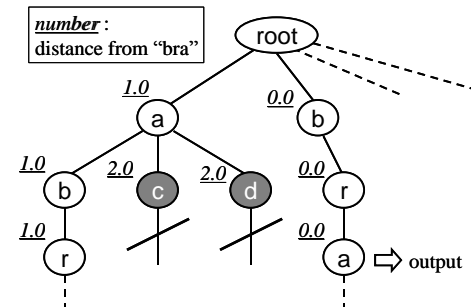 number :
distance from “bra”
root
1.0
a
0.0
b
1.0
b
2.0
c
2.0
d
0.0
r
1.0
r
0.0
a
output